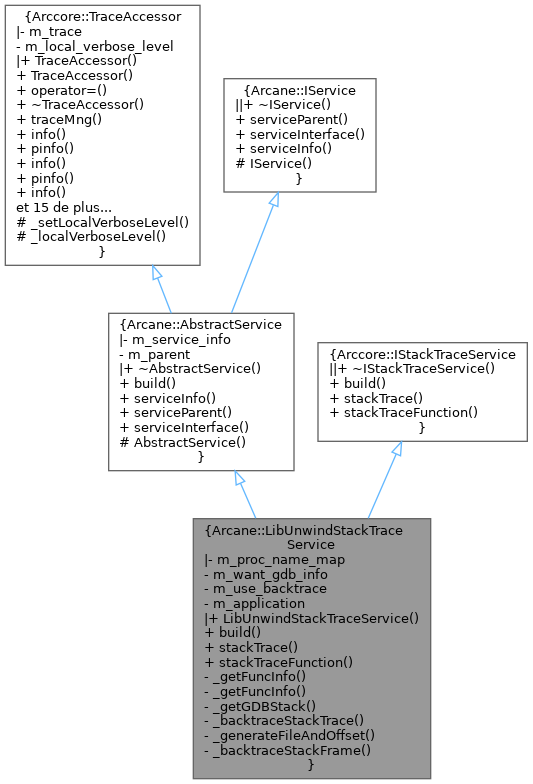 {Arccore::TraceAccessor
|- m_trace
- m_local_verbose_level
|+ TraceAccessor()
+ TraceAccessor()
+ operator=()
+ ~TraceAccessor()
+ traceMng()
+ info()
+ pinfo()
+ info()
+ pinfo()
+ info()
et 15 de plus...
# _setLocalVerboseLevel()
# _localVerboseLevel()
}
{Arcane::IService
||+ ~IService()
+ serviceParent()
+ serviceInterface()
+ serviceInfo()
# IService()
}
{Arcane::AbstractService
|- m_service_info
- m_parent
|+ ~AbstractService()
+ build()
+ serviceInfo()
+ serviceParent()
+ serviceInterface()
# AbstractService()
}
{Arccore::IStackTraceService
||+ ~IStackTraceService()
+ build()
+ stackTrace()
+ stackTraceFunction()
}
{Arcane::LibUnwindStackTrace
Service
|- m_proc_name_map
- m_want_gdb_info
- m_use_backtrace
- m_application
|+ LibUnwindStackTraceService()
+ build()
+ stackTrace()
+ stackTraceFunction()
- _getFuncInfo()
- _getFuncInfo()
- _getGDBStack()
- _backtraceStackTrace()
- _generateFileAndOffset()
- _backtraceStackFrame()
}